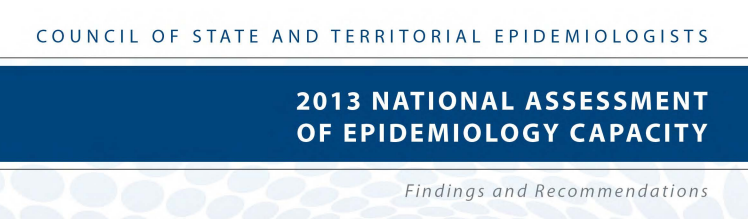 COUNCIL OF STATE AND TERRITORIAL EPIDEMIOLOGISTS
2013 NATIONAL ASSESSMENT
OF EPIDEMIOLOGY CAPACITY
Findings and Recommendations